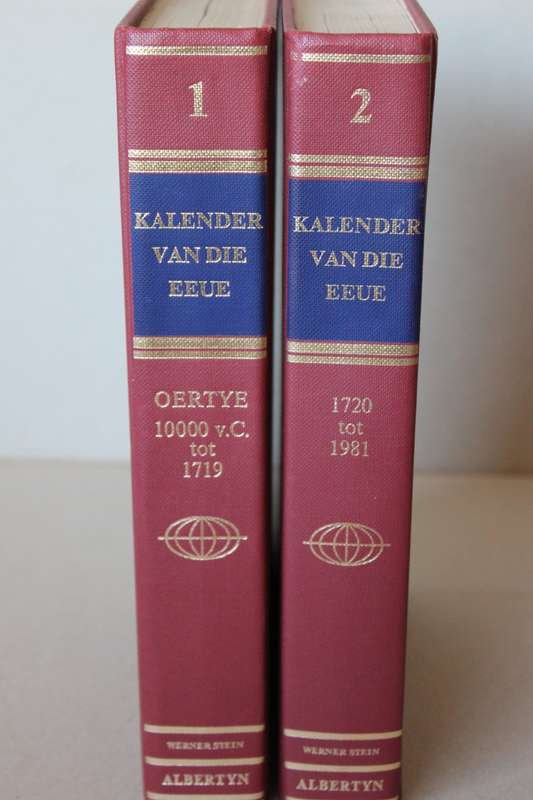 1
KALENDER
VAN DIE
EEUE
OERTYE
10000 v.C.
tot
1719
WERNER STEIN
ALBERTYN
2
KALENDER
VAN DIE
EEUE
1720
tot
1981
WERNER STEIN
ALBERTYN